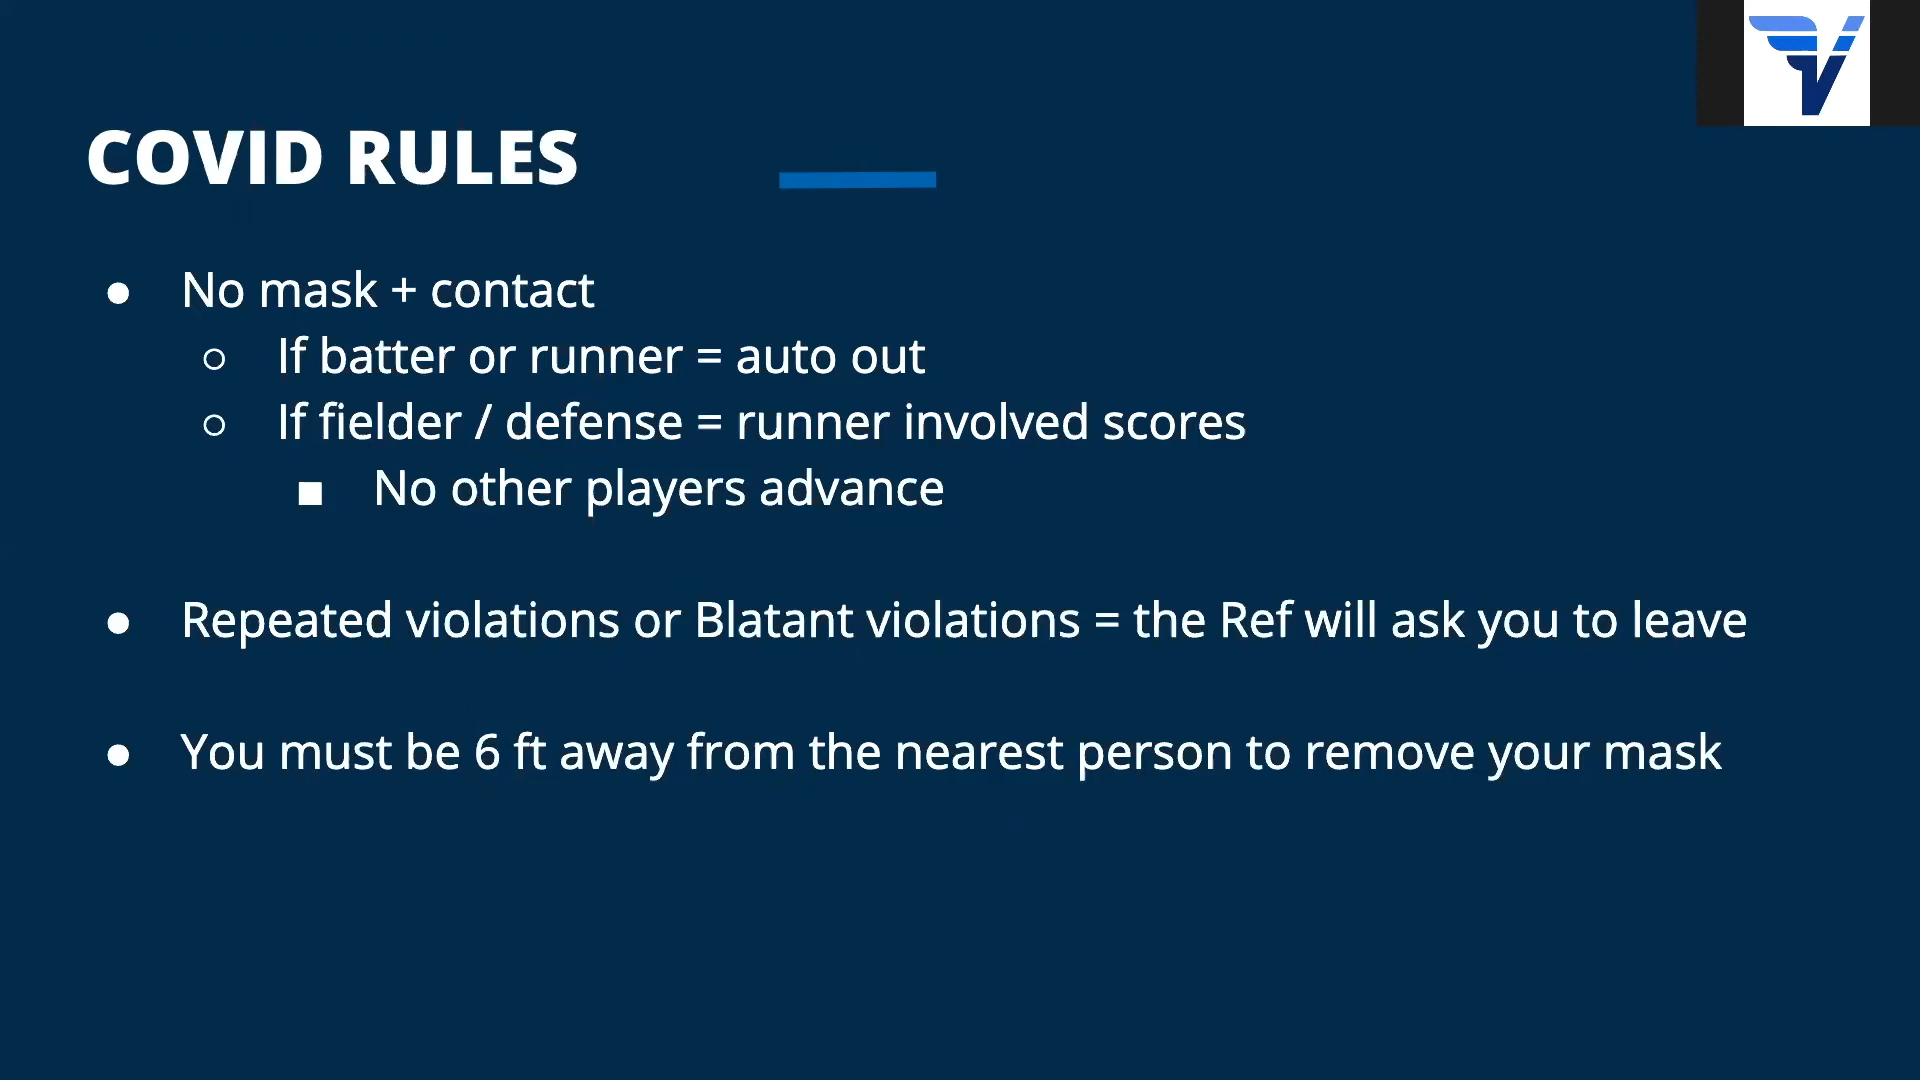 COVID RULES
● No mask + contact
○ If batter or runner = auto out
○ If fielder / defense = runner involved scores
■ No other players advance
● Repeated violations or Blatant violations = the Ref will ask you to leave
● You must be 6 ft away from the nearest person to remove your mask